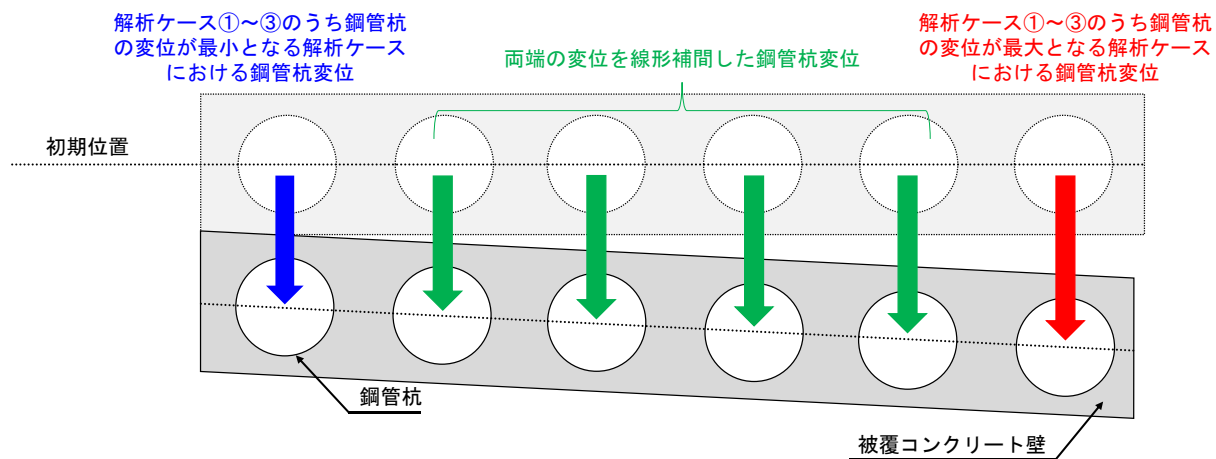 解析ケース①～③のうち鋼管杭
の変位が最小となる解析ケース
における鋼管杭変位
両端の変位を線形補間した鋼管杭変位
解析ケース①～③のうち鋼管杭
の変位が最大となる解析ケース
における鋼管杭変位
初期位置
鋼管杭
被覆コンクリート壁